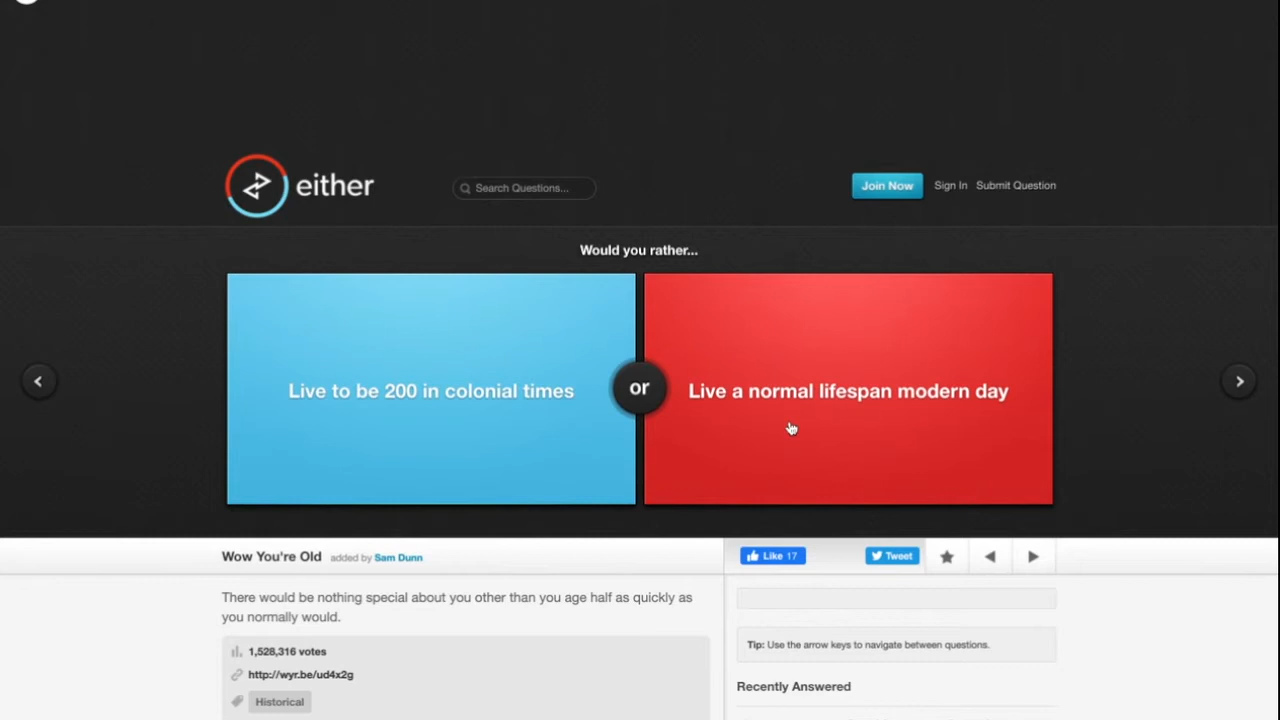 either
Search Questions...
Join Now
Sign In
Submit Question
Would you rather...
Live to be 200 in colonial times
or
Live a normal lifespan modern day
Wow You're Old added by Sam Dunn
Like 17
Tweet
There would be nothing special about you other than you age half as quickly as
you normally would.
1,528,316 votes
http://wyr.be/ud4x2g
Historical
Tip: Use the arrow keys to navigate between questions.
Recently Answered